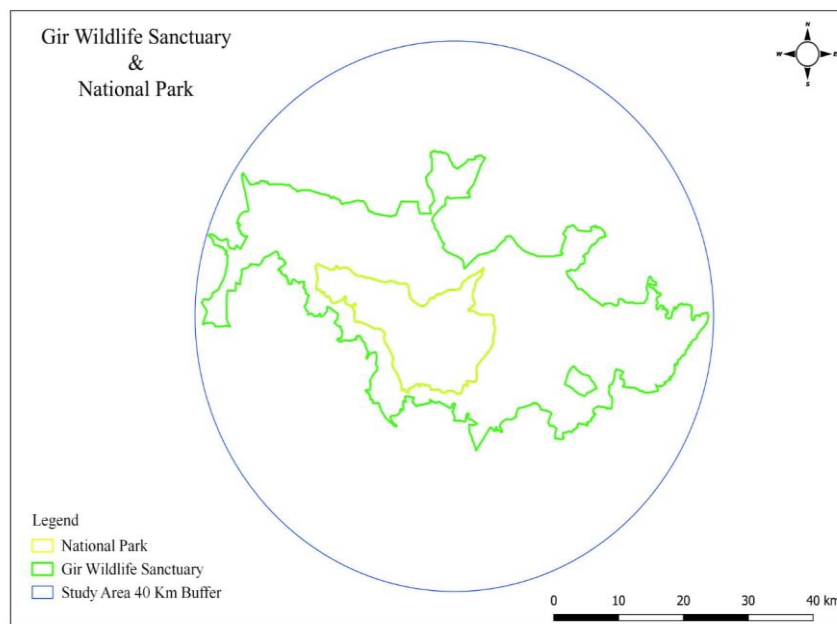 Gir Wildlife Sanctuary
&
National Park
N
W
E
S
Legend
National Park
Gir Wildlife Sanctuary
Study Area 40 Km Buffer
0 10 20 30 40 km